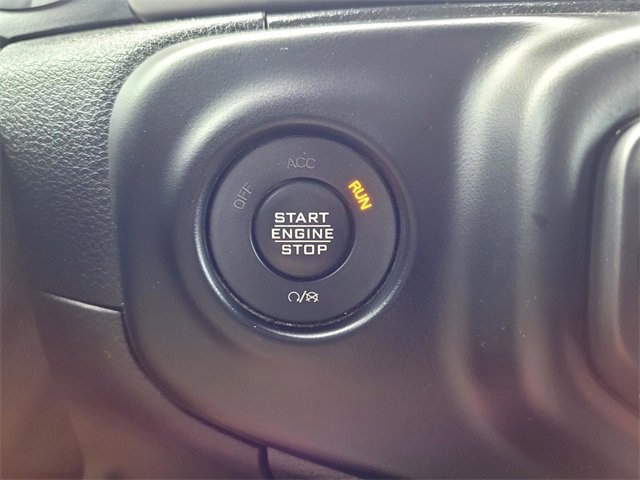 ACC
OFF
RUN
START
ENGINE
STOP